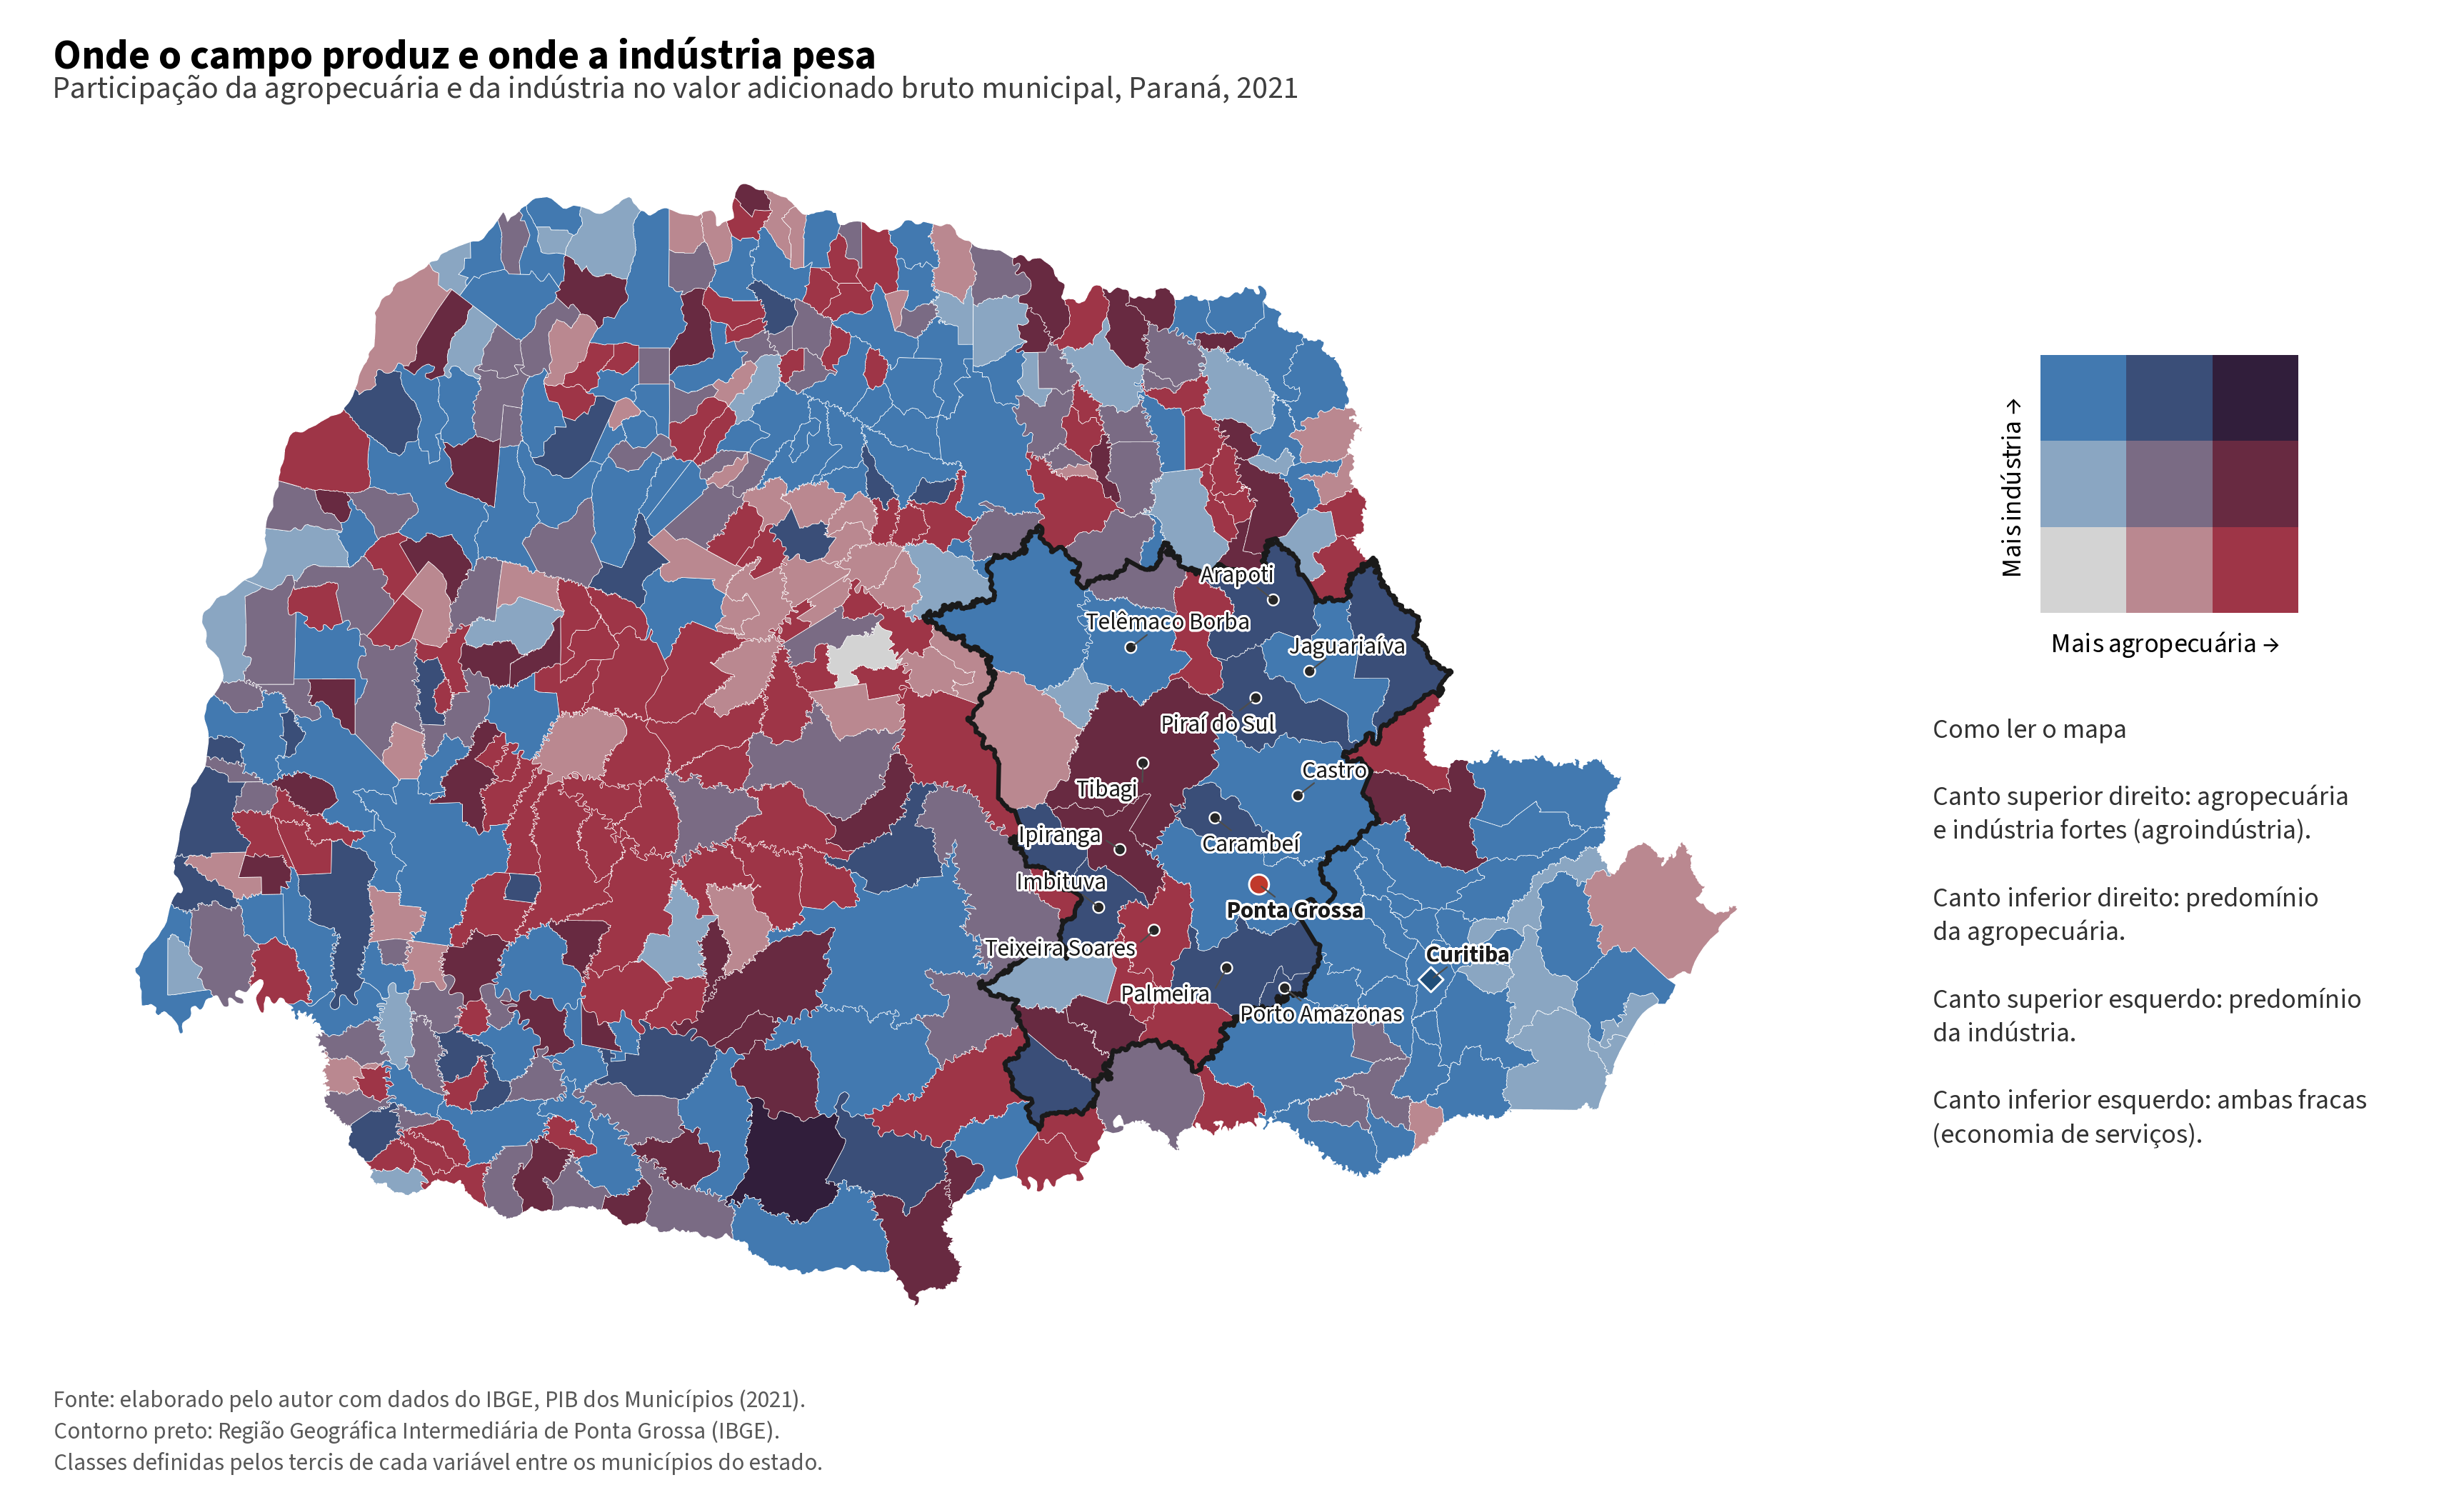 Onde o campo produz e onde a indústria pesa
Participação da agropecuária e da indústria no valor adicionado bruto municipal, Paraná, 2021
Arapoti
Telêmaco Borba
Jaguariaíva
Piraí do Sul
Castro
Tibagi
Ipiranga
Carambeí
Imbituva
Ponta Grossa
Teixeira Soares
Curitiba
Palmeira
Porto Amazonas
Mais indústria →
Mais agropecuária →
Como ler o mapa
Canto superior direito: agropecuária
e indústria fortes (agroindústria).
Canto inferior direito: predomínio
da agropecuária.
Canto superior esquerdo: predomínio
da indústria.
Canto inferior esquerdo: ambas fracas
(economia de serviços).
Fonte: elaborado pelo autor com dados do IBGE, PIB dos Municípios (2021).
Contorno preto: Região Geográfica Intermediária de Ponta Grossa (IBGE).
Classes definidas pelos tercis de cada variável entre os municípios do estado.